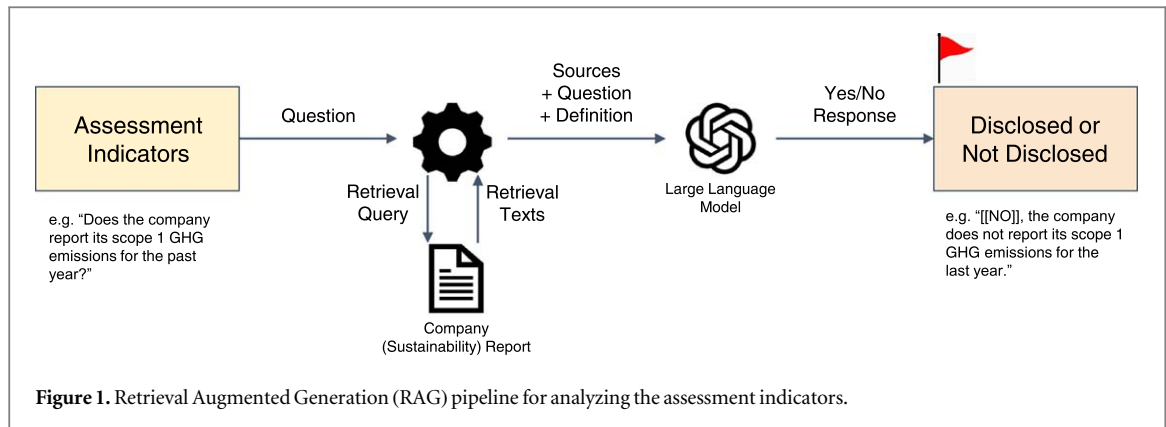 Assessment
Indicators
Question
Sources
+ Question
+ Definition
Yes/No
Response
Disclosed or
Not Disclosed
Retrieval
Query
Retrieval
Texts
Large Language
Model
e.g. “Does the company
report its scope 1 GHG
emissions for the past
year?”
e.g. “[[NO]], the company
does not report its scope 1
GHG emissions for the
last year.”
Company
(Sustainability) Report
Figure 1. Retrieval Augmented Generation (RAG) pipeline for analyzing the assessment indicators.